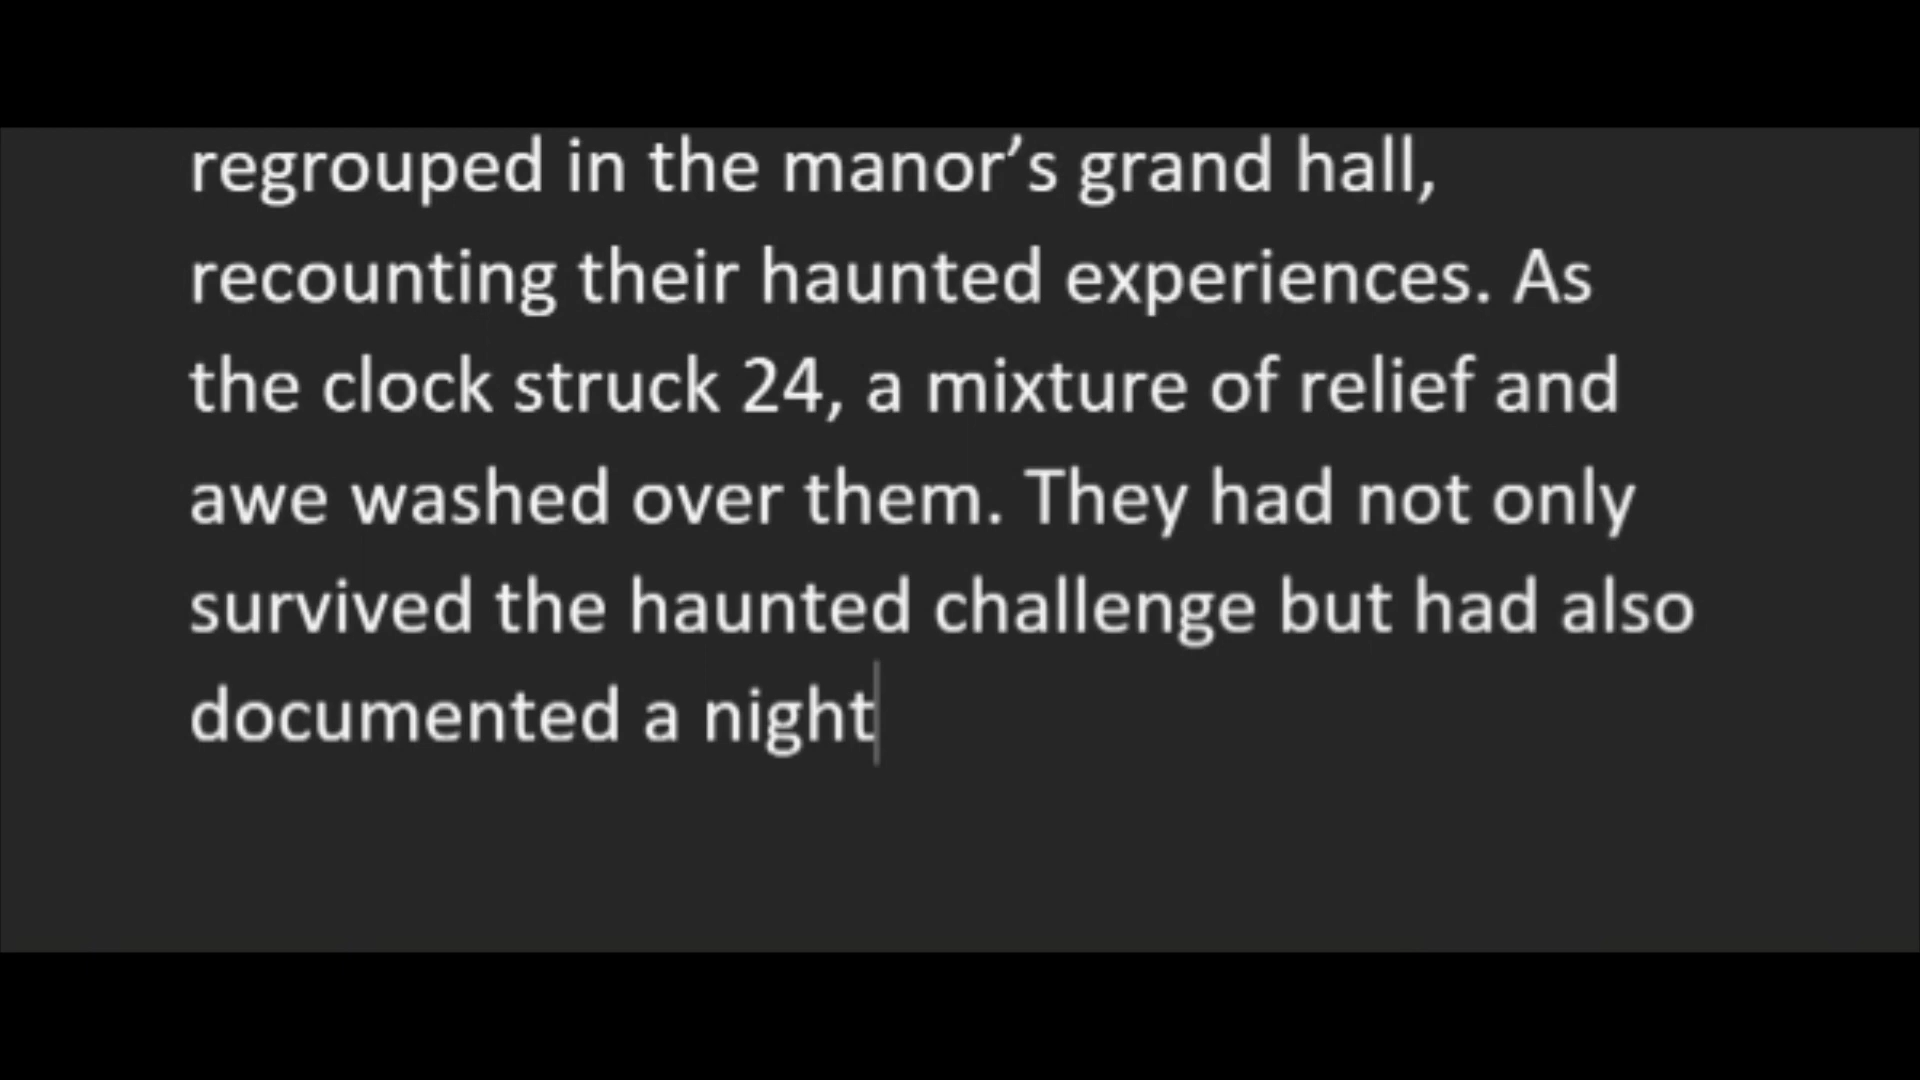 regrouped in the manor’s grand hall,
recounting their haunted experiences. As
the clock struck 24, a mixture of relief and
awe washed over them. They had not only
survived the haunted challenge but had also
documented a night